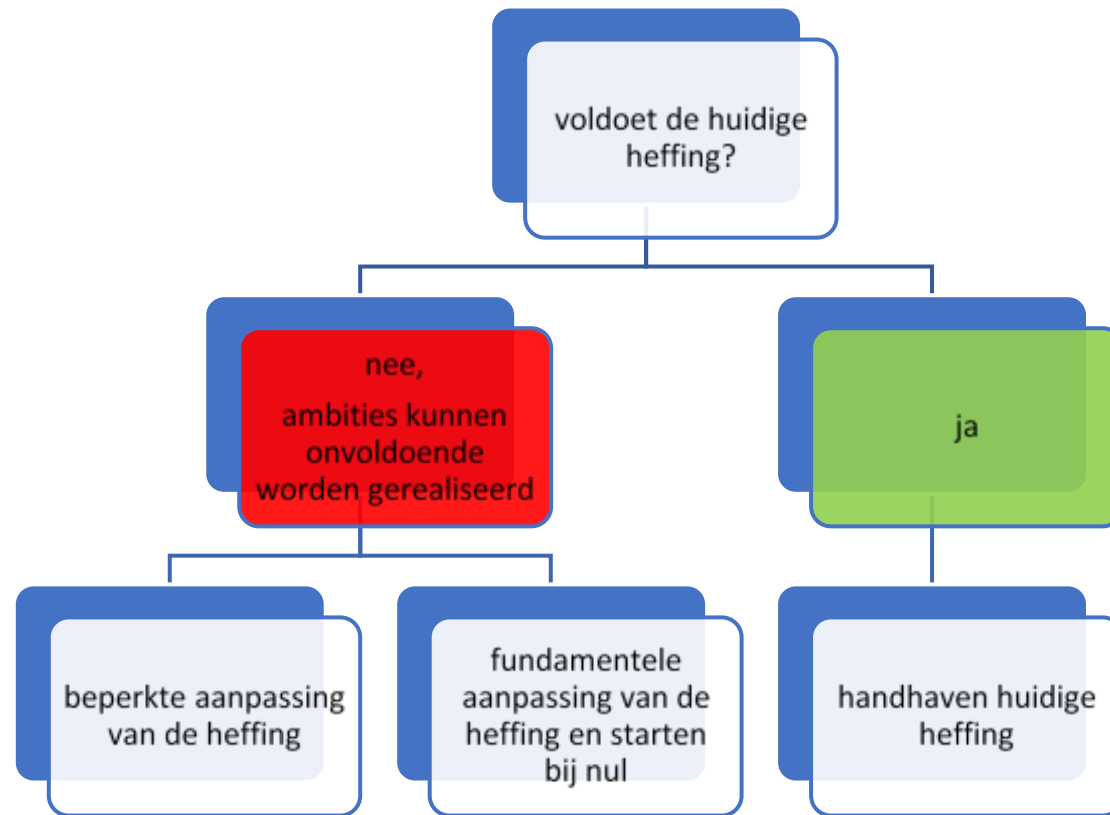 voldoet de huidige
heffing?
nee,
ambities kunnen
onvoldoende
worden gerealiseerd
ja
beperkte aanpassing
van de heffing
fundamentele
aanpassing van de
heffing en starten
bij nul
handhaven huidige
heffing